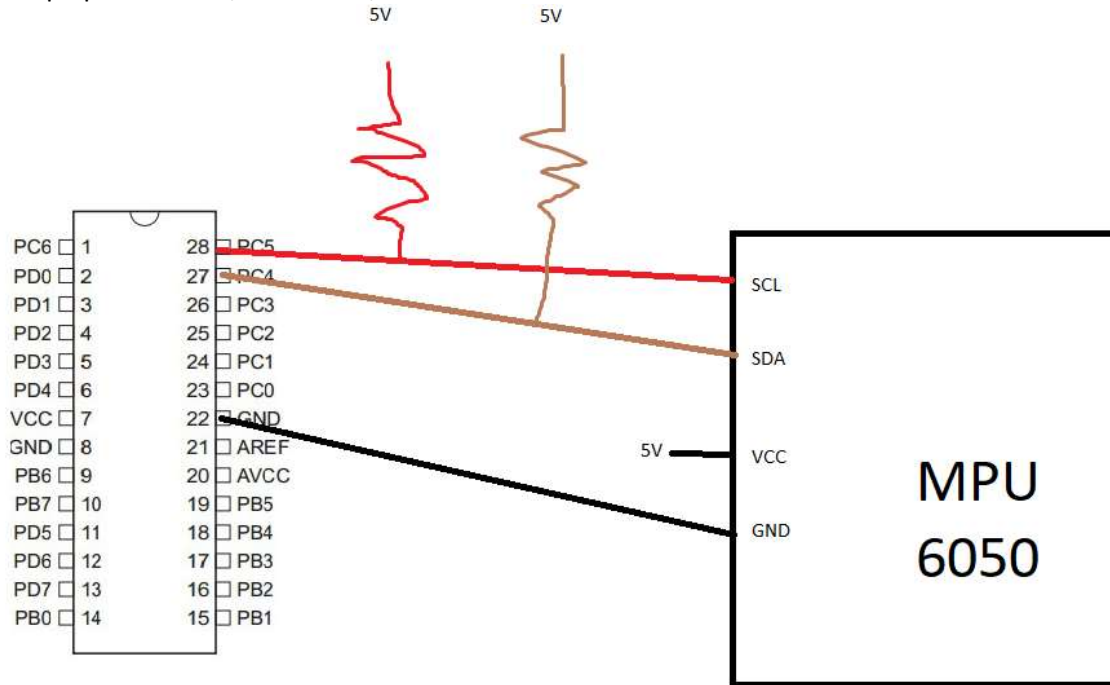 5V
5V
PC6 1 28 PC5
PD0 2 27 PC4
PD1 3 26 PC3
PD2 4 25 PC2
PD3 5 24 PC1
PD4 6 23 PC0
VCC 7 22 GND
GND 8 21 AREF
PB6 9 20 AVCC
PB7 10 19 PB5
PD5 11 18 PB4
PD6 12 17 PB3
PD7 13 16 PB2
PB0 14 15 PB1
SCL
SDA
5V
VCC
GND
MPU
6050